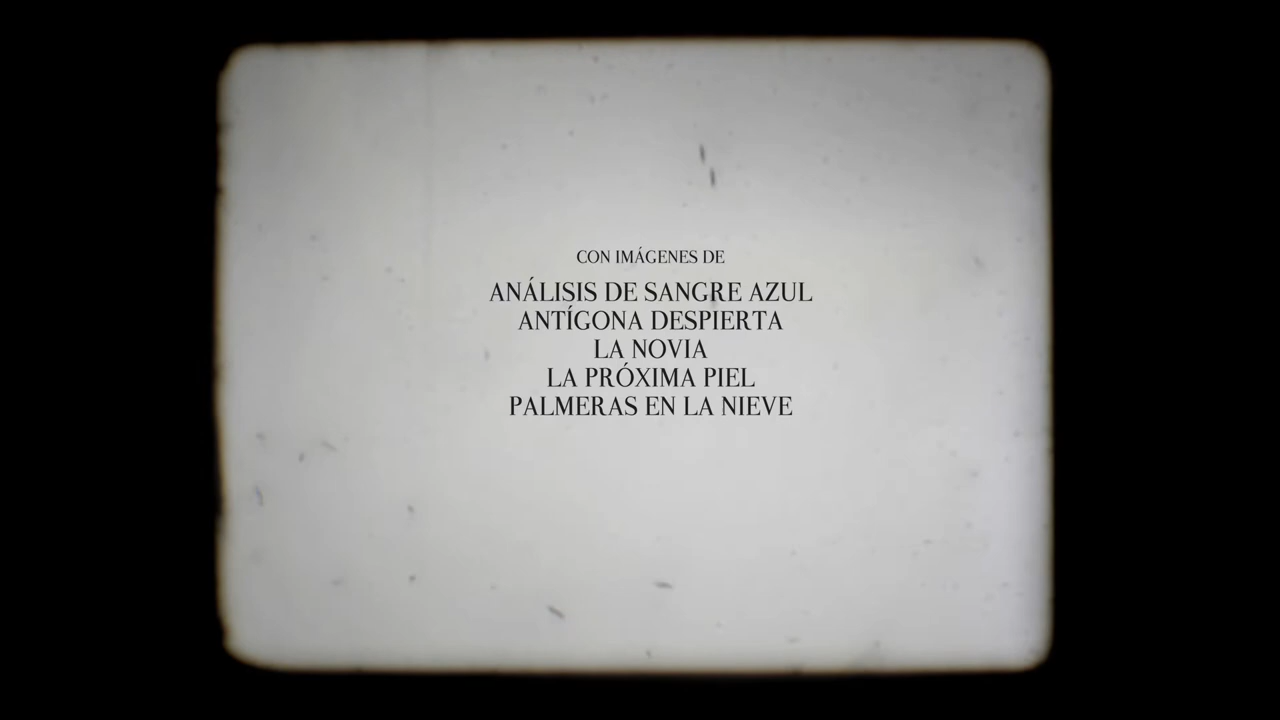 CON IMÁGENES DE
ANÁLISIS DE SANGRE AZUL
ANTÍGONA DESPIERTA
LA NOVIA
LA PRÓXIMA PIEL
PALMERAS EN LA NIEVE